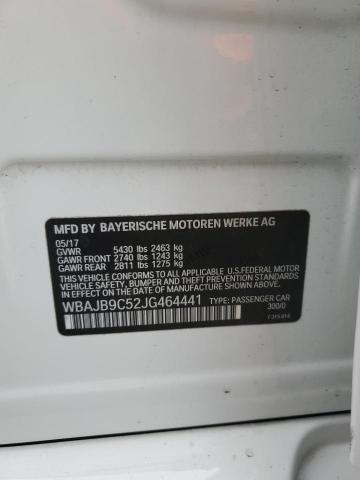 MFD BY BAYERISCHE MOTOREN WERKE AG
05/17
GVWR 5430 lbs 2463 kg
GAWR FRONT 2740 lbs 1243 kg
GAWR REAR 2811 lbs 1275 kg
THIS VEHICLE CONFORMS TO ALL APPLICABLE U.S.FEDERAL MOTOR
VEHICLE SAFETY, BUMPER, AND THEFT PREVENTION STANDARDS
IN EFFECT ON THE DATE OF MANUFACTURE SHOWN ABOVE.
WBAJB9C52JG464441 TYPE: PASSENGER CAR
300/0